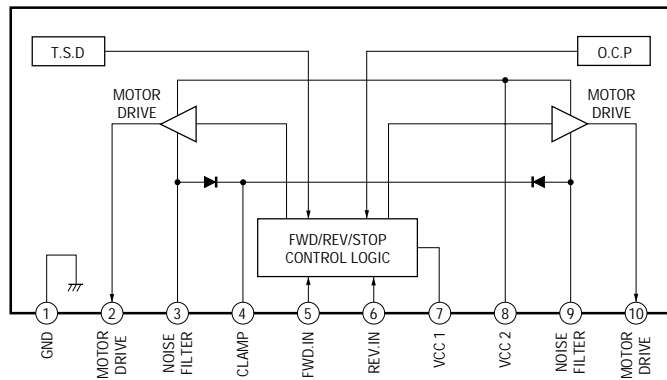 T.S.D
O.C.P
MOTOR
DRIVE
MOTOR
DRIVE
FWD/REV/STOP
CONTROL LOGIC
1
2
3
4
5
6
7
8
9
10
GND
MOTOR
DRIVE
NOISE
FILTER
CLAMP
FWD.IN
REV.IN
VCC 1
VCC 2
NOISE
FILTER
MOTOR
DRIVE